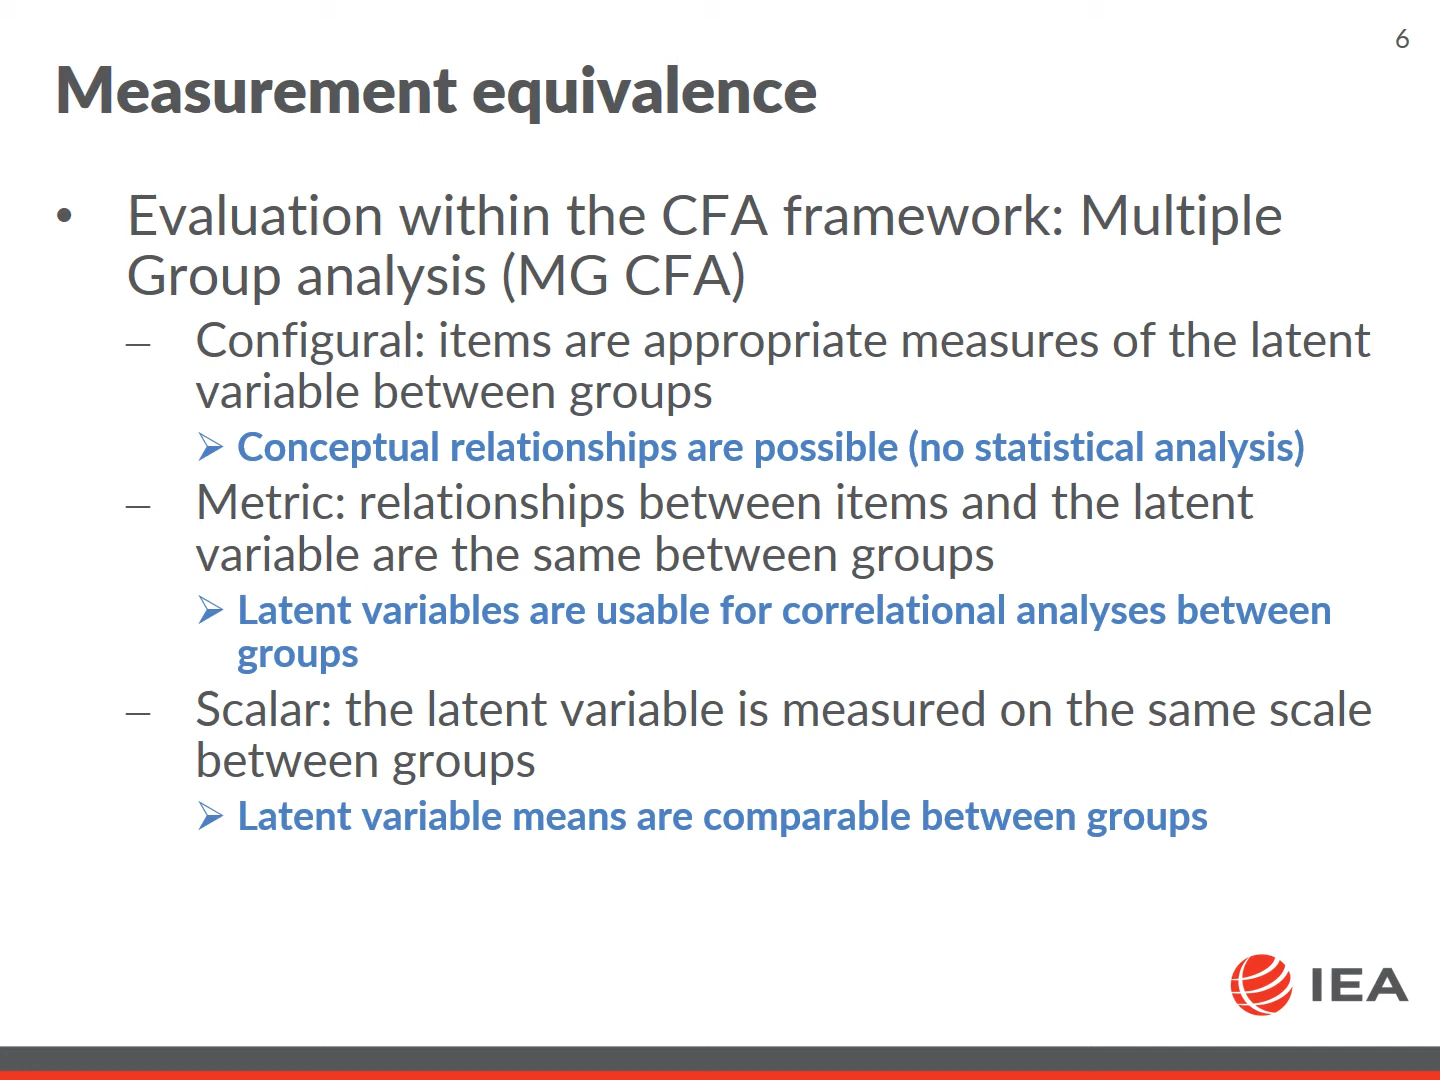 6
Measurement equivalence
• Evaluation within the CFA framework: Multiple
Group analysis (MG CFA)
– Configural: items are appropriate measures of the latent
variable between groups
➢ Conceptual relationships are possible (no statistical analysis)
– Metric: relationships between items and the latent
variable are the same between groups
➢ Latent variables are usable for correlational analyses between
groups
– Scalar: the latent variable is measured on the same scale
between groups
➢ Latent variable means are comparable between groups
IEA